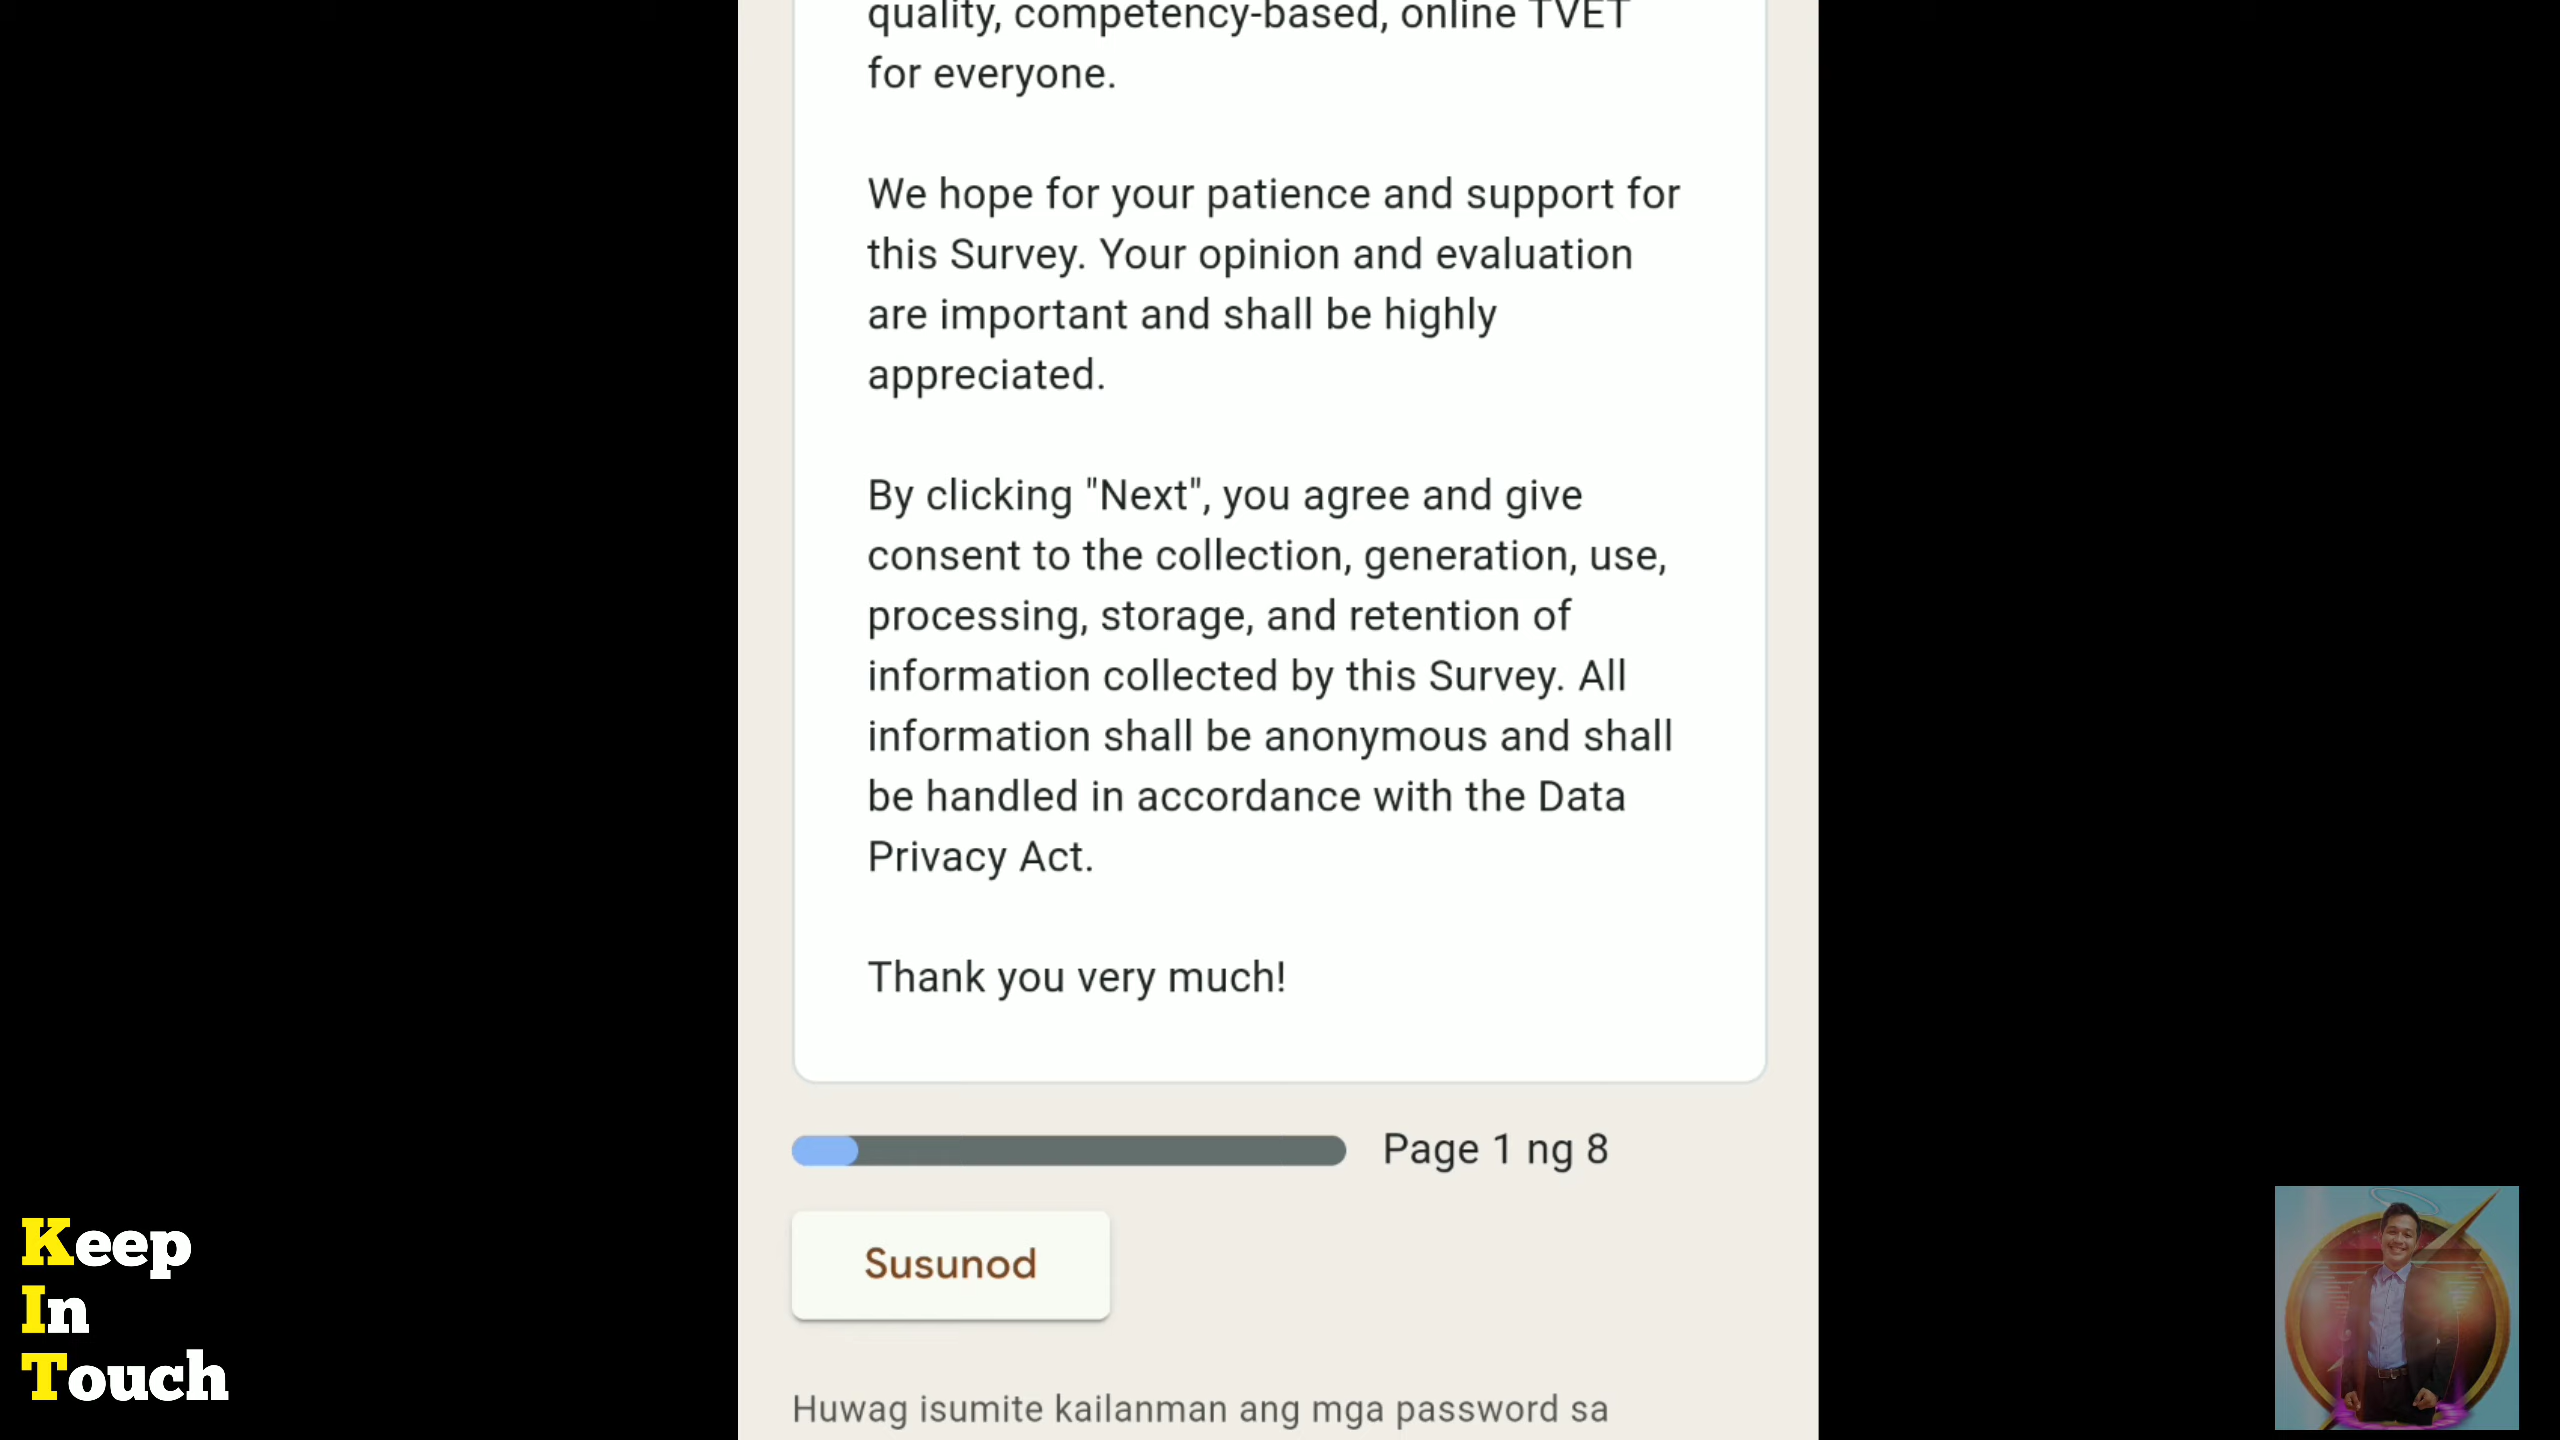 quality, competency-based, online TVET
for everyone.
We hope for your patience and support for
this Survey. Your opinion and evaluation
are important and shall be highly
appreciated.
By clicking "Next", you agree and give
consent to the collection, generation, use,
processing, storage, and retention of
information collected by this Survey. All
information shall be anonymous and shall
be handled in accordance with the Data
Privacy Act.
Thank you very much!
Page 1 ng 8
Susunod
Huwag isumite kailanman ang mga password sa
Keep
In
Touch